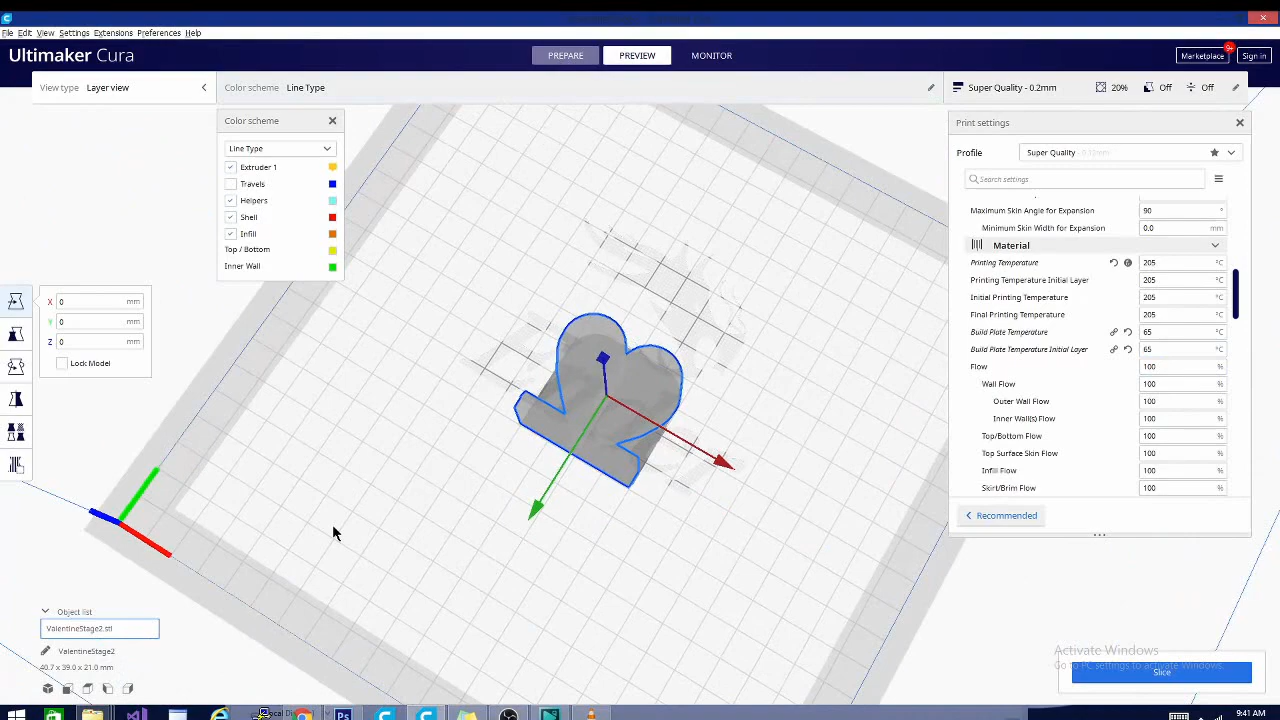 File Edit View Settings Extensions Preferences Help
Ultimaker Cura
PREPARE
PREVIEW
MONITOR
Marketplace
9+
Sign in
View type Layer view
Color scheme Line Type
Super Quality - 0.2mm
20%
Off
Off
Color scheme
Line Type
Extruder 1
Travels
Helpers
Shell
Infill
Top / Bottom
Inner Wall
X 0 mm
Y 0 mm
Z 0 mm
Lock Model
Print settings
Profile Super Quality - 0.12mm
Search settings
Maximum Skin Angle for Expansion 90 °
Minimum Skin Width for Expansion 0.0 mm
Material
Printing Temperature 205 °C
Printing Temperature Initial Layer 205 °C
Initial Printing Temperature 205 °C
Final Printing Temperature 205 °C
Build Plate Temperature 65 °C
Build Plate Temperature Initial Layer 65 °C
Flow 100 %
Wall Flow 100 %
Outer Wall Flow 100 %
Inner Wall(s) Flow 100 %
Top/Bottom Flow 100 %
Top Surface Skin Flow 100 %
Infill Flow 100 %
Skirt/Brim Flow 100 %
Recommended
Object list
ValentineStage2.stl
ValentineStage2
40.7 x 39.0 x 21.0 mm
Activate Windows
Go to PC settings to activate Windows.
Slice
9:41 AM